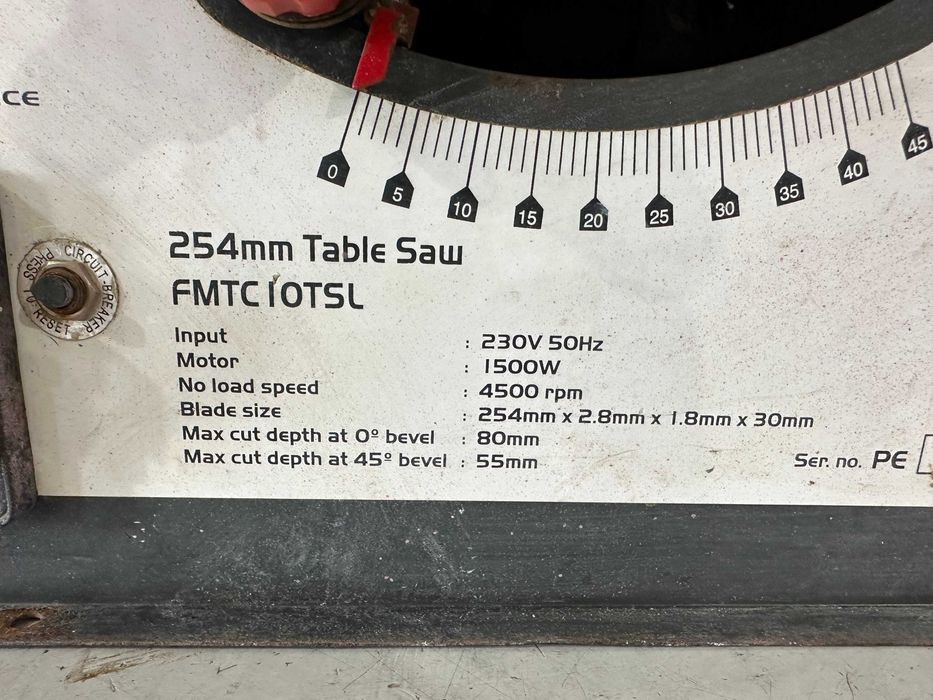 CE
0 5 10 15 20 25 30 35 40 45
254mm Table Saw
FMTC10TSL
PRESS CIRCUIT-BREAKER
TO RESET
Input : 230V 50Hz
Motor : 1500W
No load speed : 4500 rpm
Blade size : 254mm x 2.8mm x 1.8mm x 30mm
Max cut depth at 0º bevel : 80mm
Max cut depth at 45º bevel : 55mm
Ser. no. PE